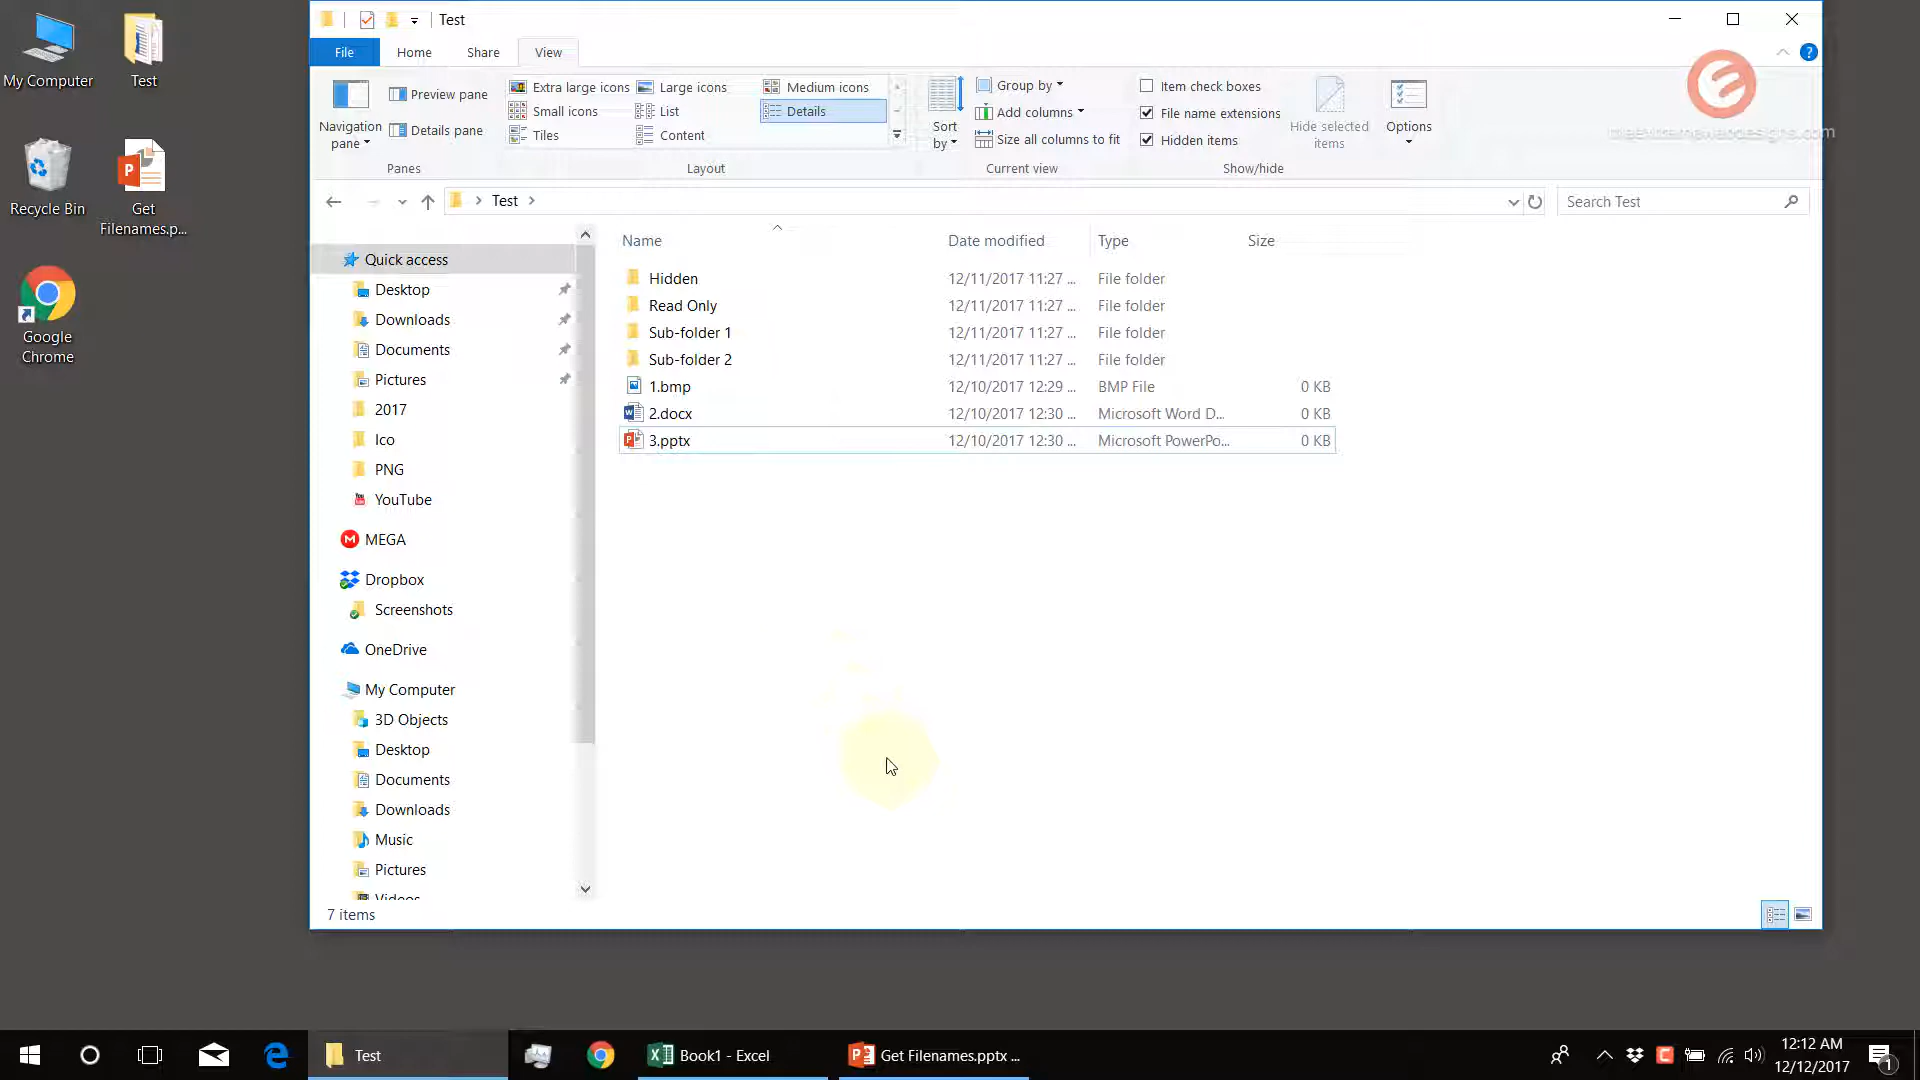 My Computer
Test
Recycle Bin
Get
Filenames.p...
Google
Chrome
Test
File
Home
Share
View
Navigation
pane
Preview pane
Details pane
Panes
Extra large icons
Large icons
Medium icons
Small icons
List
Details
Tiles
Content
Layout
Sort
by
Group by
Add columns
Size all columns to fit
Current view
Item check boxes
File name extensions
Hidden items
Hide selected
items
Show/hide
Options
Test
Search Test
Quick access
Desktop
Downloads
Documents
Pictures
2017
Ico
PNG
YouTube
MEGA
Dropbox
Screenshots
OneDrive
My Computer
3D Objects
Desktop
Documents
Downloads
Music
Pictures
Videos
Name Date modified Type Size
Hidden 12/11/2017 11:27 ... File folder
Read Only 12/11/2017 11:27 ... File folder
Sub-folder 1 12/11/2017 11:27 ... File folder
Sub-folder 2 12/11/2017 11:27 ... File folder
1.bmp 12/10/2017 12:29 ... BMP File 0 KB
2.docx 12/10/2017 12:30 ... Microsoft Word D... 0 KB
3.pptx 12/10/2017 12:30 ... Microsoft PowerPo... 0 KB
7 items
Test
Book1 - Excel
Get Filenames.pptx ...
12:12 AM
12/12/2017
1